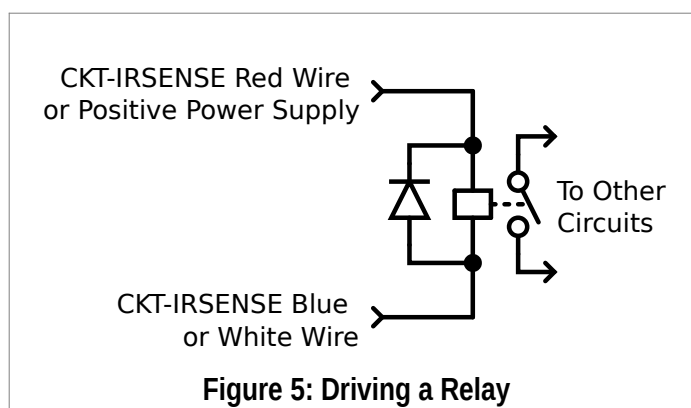 CKT-IRSENSE Red Wire
or Positive Power Supply
To Other
Circuits
CKT-IRSENSE Blue
or White Wire
Figure 5: Driving a Relay